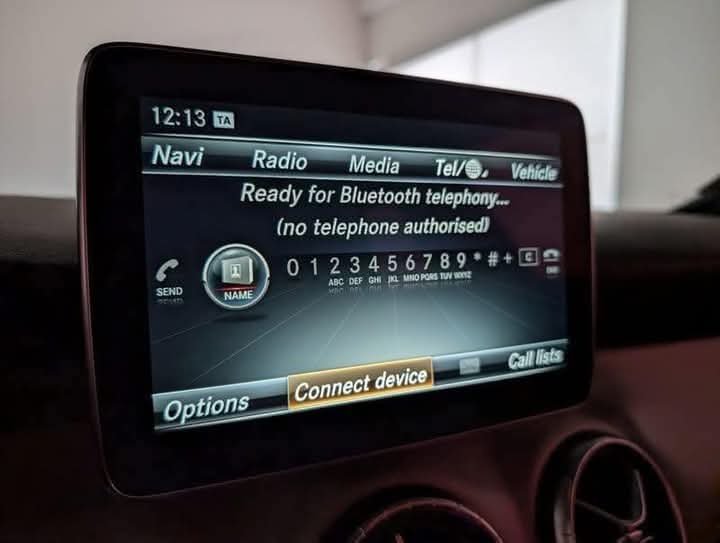 12:13 TA
Navi Radio Media Tel/ Vehicle
Ready for Bluetooth telephony...
(no telephone authorised)
0 1 2 3 4 5 6 7 8 9 * # + C
ABC DEF GHI JKL MNO PQRS TUV WXYZ
SEND
NAME
END
Options Connect device Call lists